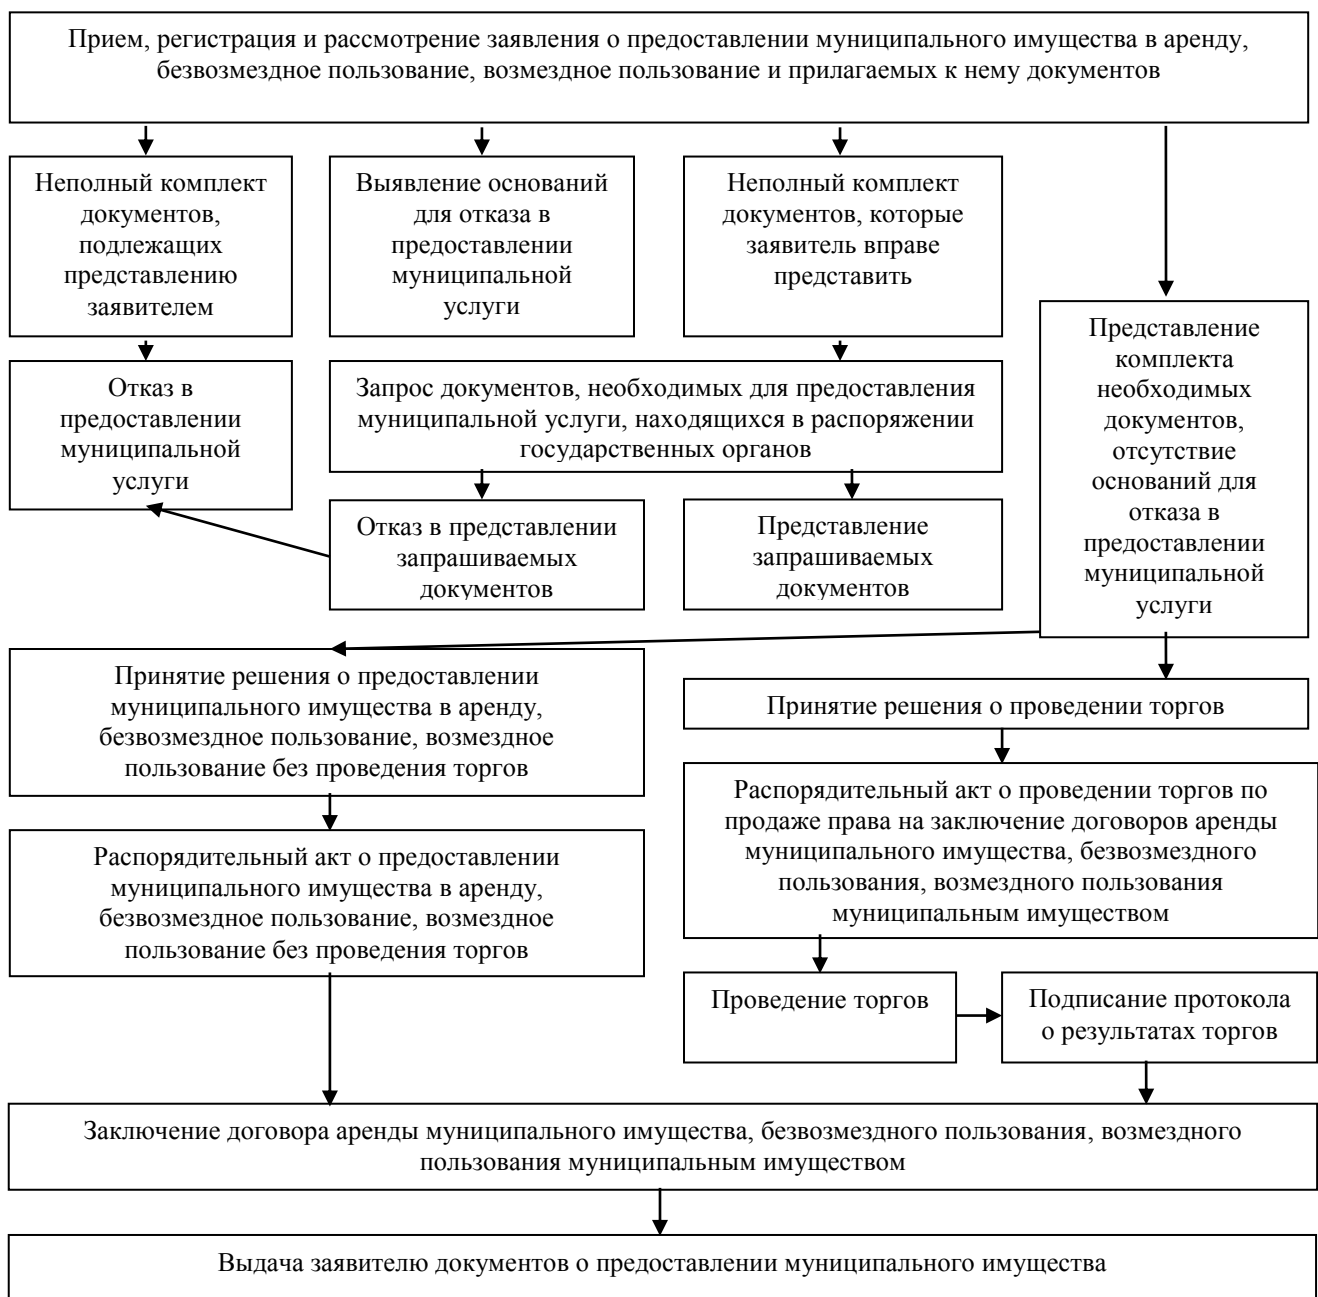 Прием, регистрация и рассмотрение заявления о предоставлении муниципального имущества в аренду,
безвозмездное пользование, возмездное пользование и прилагаемых к нему документов
Неполный комплект
документов,
подлежащих
представлению
заявителем
Выявление оснований
для отказа в
предоставлении
муниципальной
услуги
Неполный комплект
документов, которые
заявитель вправе
представить
Представление
комплекта
необходимых
документов,
отсутствие
оснований для
отказа в
предоставлении
муниципальной
услуги
Отказ в
предоставлении
муниципальной
услуги
Запрос документов, необходимых для предоставления
муниципальной услуги, находящихся в распоряжении
государственных органов
Отказ в представлении
запрашиваемых
документов
Представление
запрашиваемых
документов
Принятие решения о предоставлении
муниципального имущества в аренду,
безвозмездное пользование, возмездное
пользование без проведения торгов
Принятие решения о проведении торгов
Распорядительный акт о предоставлении
муниципального имущества в аренду,
безвозмездное пользование, возмездное
пользование без проведения торгов
Распорядительный акт о проведении торгов по
продаже права на заключение договоров аренды
муниципального имущества, безвозмездного
пользования, возмездного пользования
муниципальным имуществом
Проведение торгов
Подписание протокола
о результатах торгов
Заключение договора аренды муниципального имущества, безвозмездного пользования, возмездного
пользования муниципальным имуществом
Выдача заявителю документов о предоставлении муниципального имущества